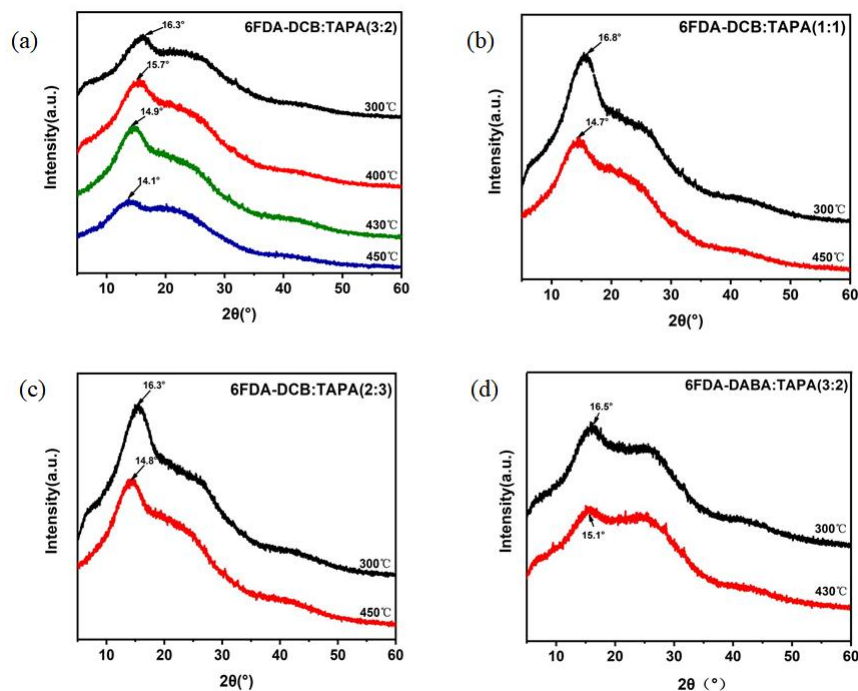 (a)
6FDA-DCB:TAPA(3:2)
16.3°
15.7°
14.9°
14.1°
300℃
400℃
430℃
450℃
Intensity(a.u.)
10 20 30 40 50 60
2θ(°)
(b)
6FDA-DCB:TAPA(1:1)
16.8°
14.7°
300℃
450℃
Intensity(a.u.)
10 20 30 40 50 60
2θ(°)
(c)
6FDA-DCB:TAPA(2:3)
16.3°
14.8°
300℃
450℃
Intensity(a.u.)
10 20 30 40 50 60
2θ(°)
(d)
6FDA-DABA:TAPA(3:2)
16.5°
15.1°
300℃
430℃
Intensity(a.u.)
10 20 30 40 50 60
2θ（°）